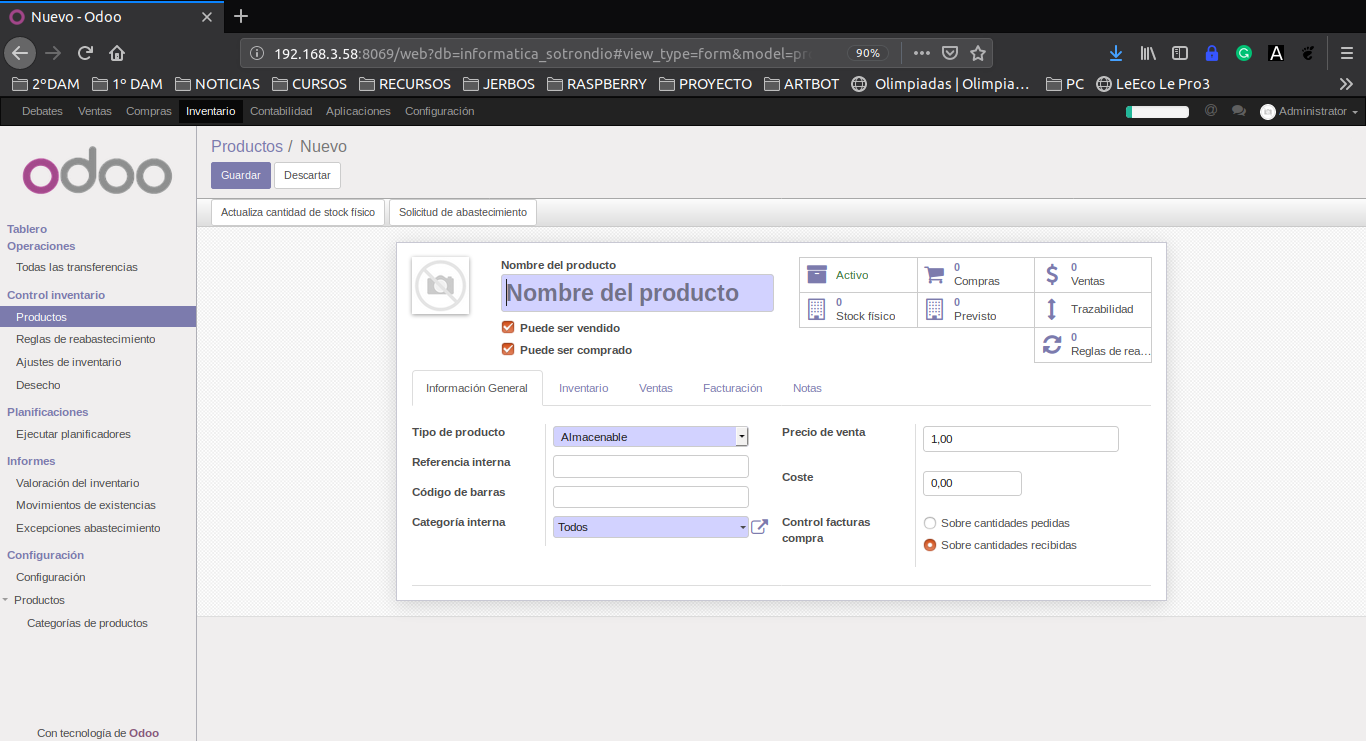 Nuevo - Odoo
192.168.3.58:8069/web?db=informatica_sotrondio#view_type=form&model=pr
90%
2ºDAM 1º DAM NOTICIAS CURSOS RECURSOS JERBOS RASPBERRY PROYECTO ARTBOT Olimpiadas | Olimpia… PC LeEco Le Pro3
Debates Ventas Compras Inventario Contabilidad Aplicaciones Configuración
@ Administrator
odoo
Productos / Nuevo
Guardar Descartar
Actualiza cantidad de stock físico Solicitud de abastecimiento
Tablero
Operaciones
Todas las transferencias
Control inventario
Productos
Reglas de reabastecimiento
Ajustes de inventario
Desecho
Planificaciones
Ejecutar planificadores
Informes
Valoración del inventario
Movimientos de existencias
Excepciones abastecimiento
Configuración
Configuración
Productos
Categorías de productos
Con tecnología de Odoo
Nombre del producto
Nombre del producto
Puede ser vendido
Puede ser comprado
Activo
0
Compras
0
Ventas
0
Stock físico
0
Previsto
Trazabilidad
0
Reglas de rea...
Información General Inventario Ventas Facturación Notas
Tipo de producto Almacenable
Referencia interna
Código de barras
Categoría interna Todos
Precio de venta 1,00
Coste 0,00
Control facturas
compra
Sobre cantidades pedidas
Sobre cantidades recibidas